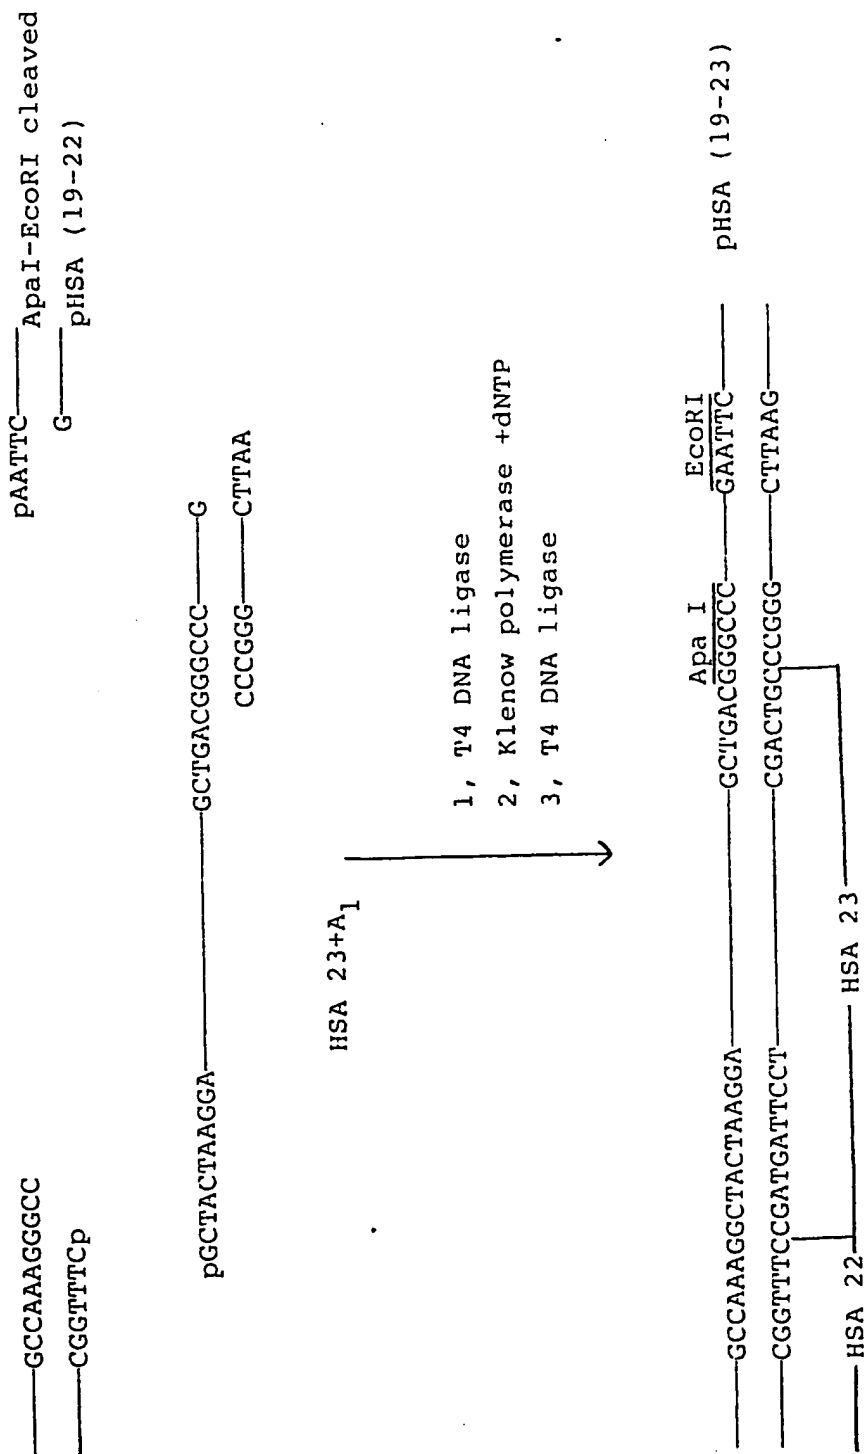 GCCAAAGGGCC pAATTC ApaI-EcoRI cleaved
CGGTTTCp G pHSA (19-22)
pGCTACTAAGGA GCTGACGGGCCC G
CCCGGG CTTAA
HSA 23+A1
1, T4 DNA ligase
2, Klenow polymerase +dNTP
3, T4 DNA ligase
Apa I EcoRI
GCCAAAGGCTACTAAGGA GCTGACGGGCCC GAATTC pHSA (19-23)
CGGTTTCCGATGATTCCT CGACTGCCCGGG CTTAAG
HSA 22 HSA 23